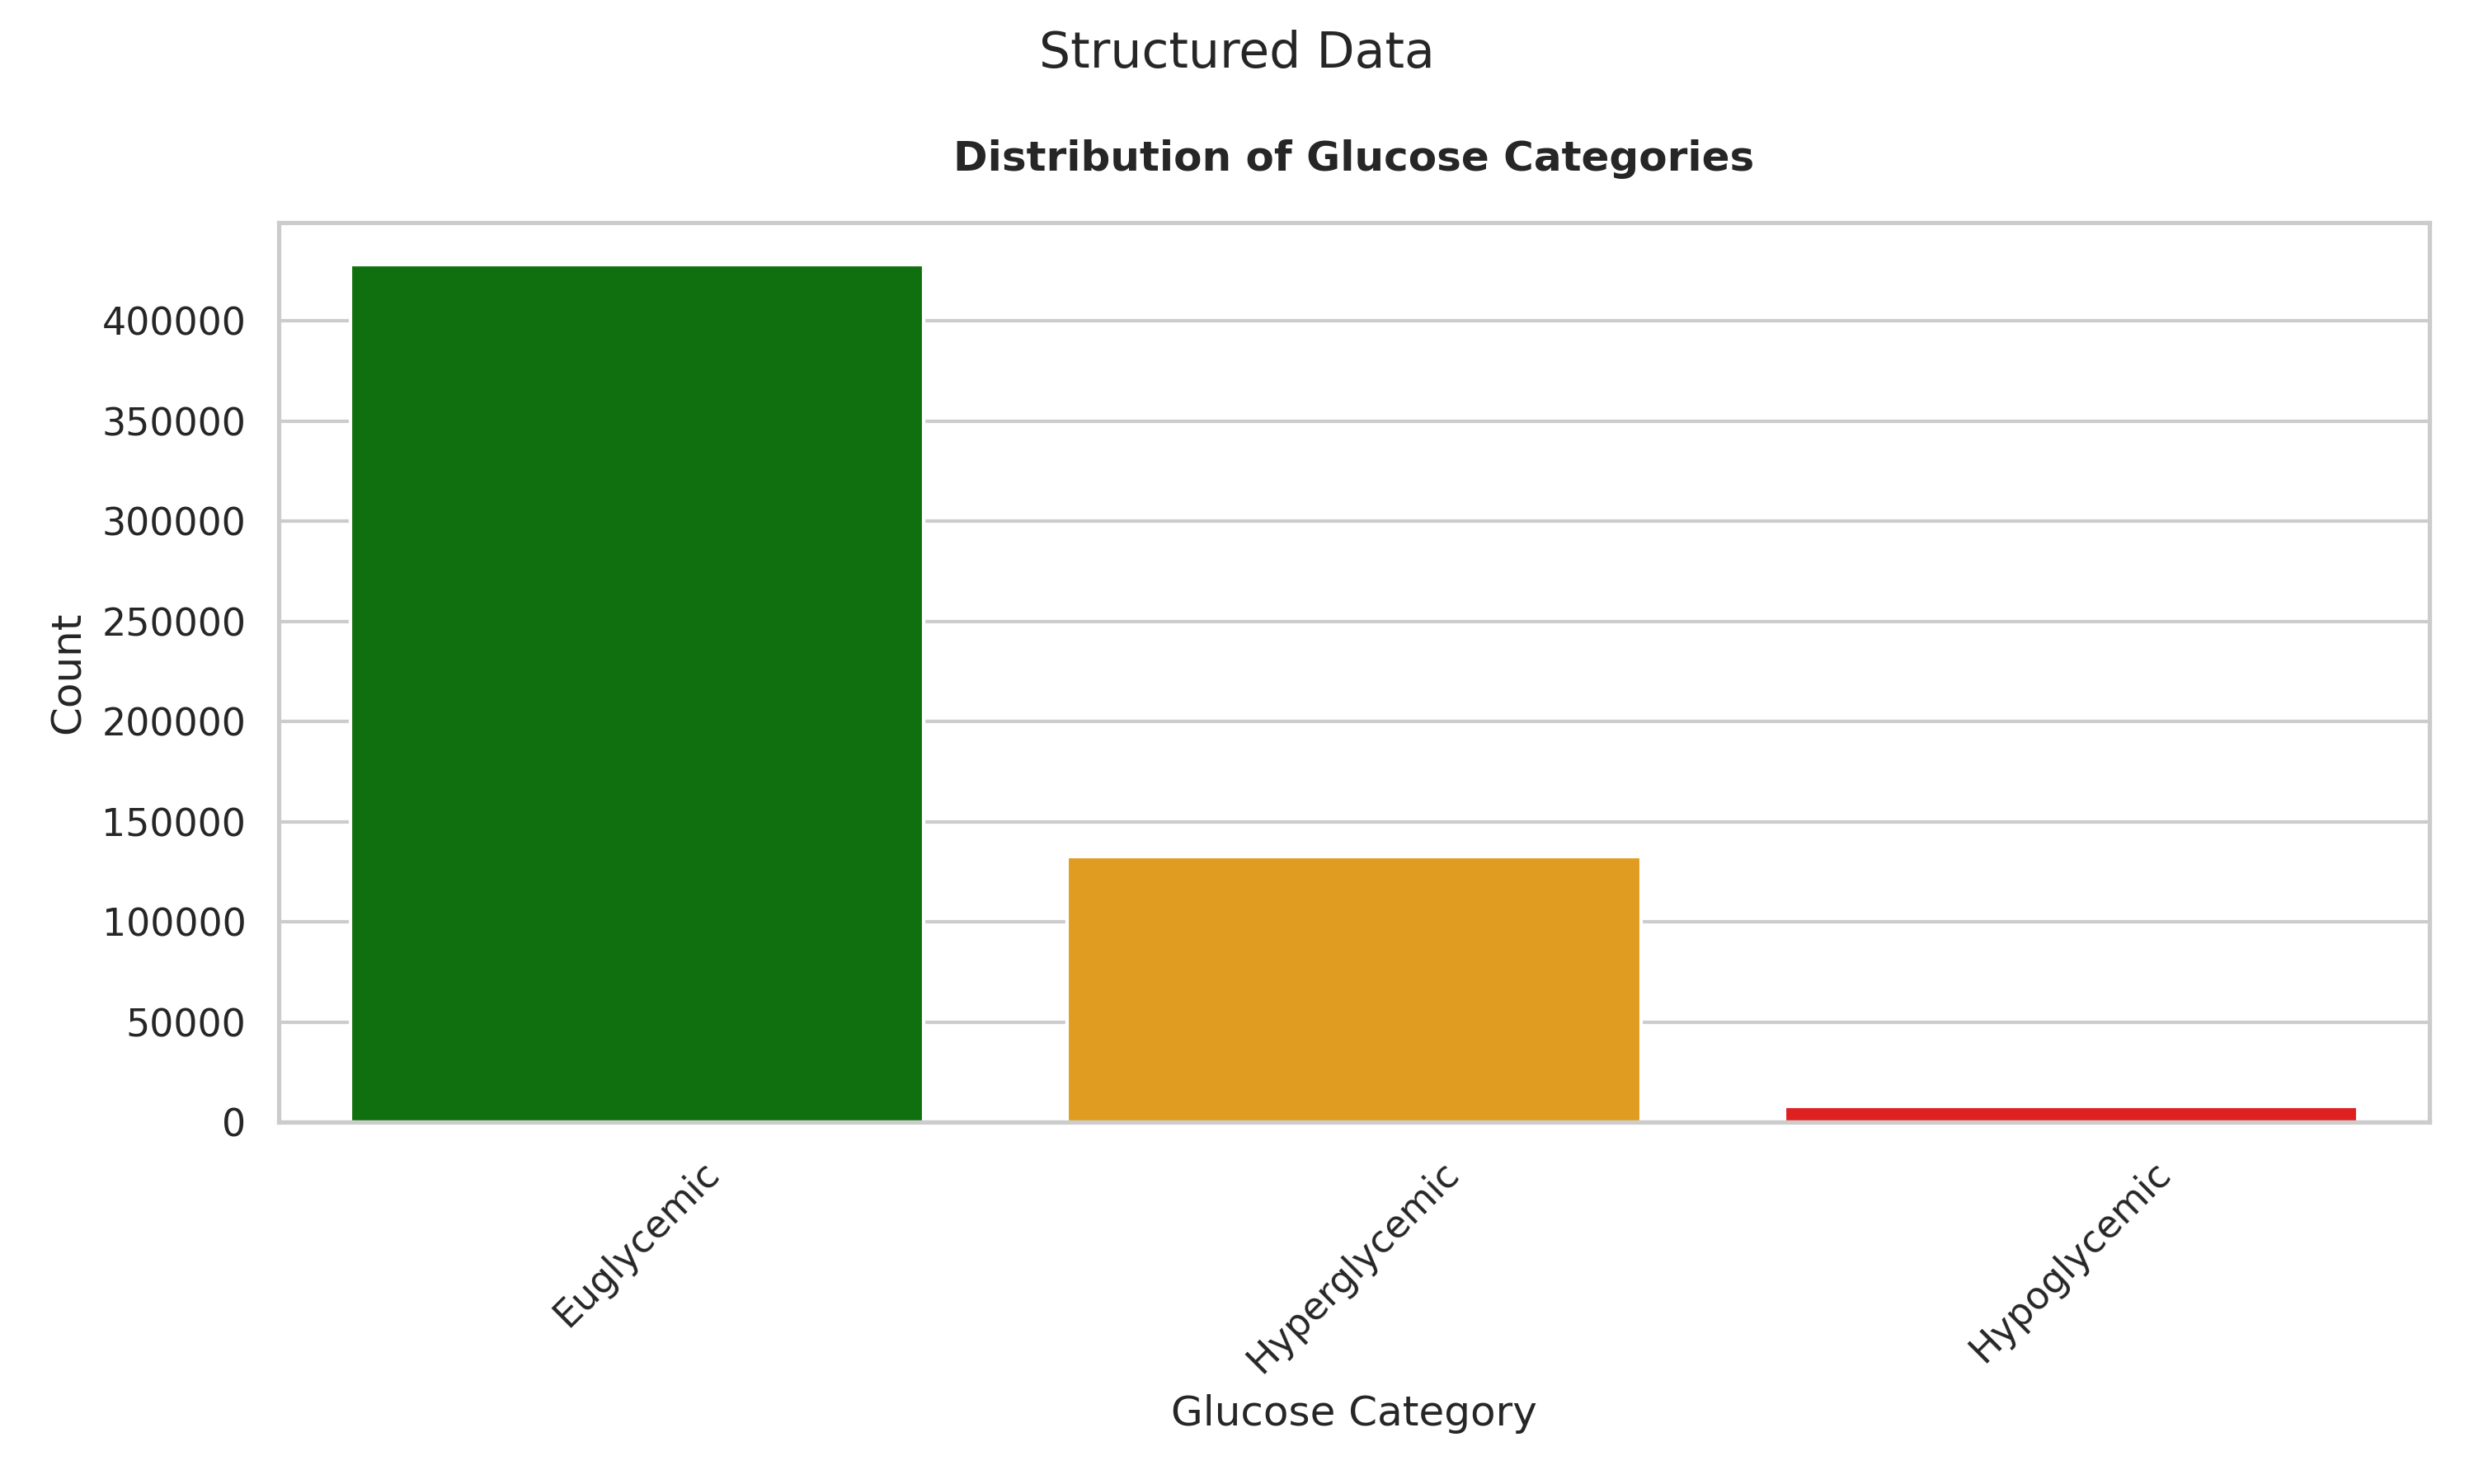 Structured Data
Distribution of Glucose Categories
Count
400000
350000
300000
250000
200000
150000
100000
50000
0
Euglycemic
Hyperglycemic
Hypoglycemic
Glucose Category